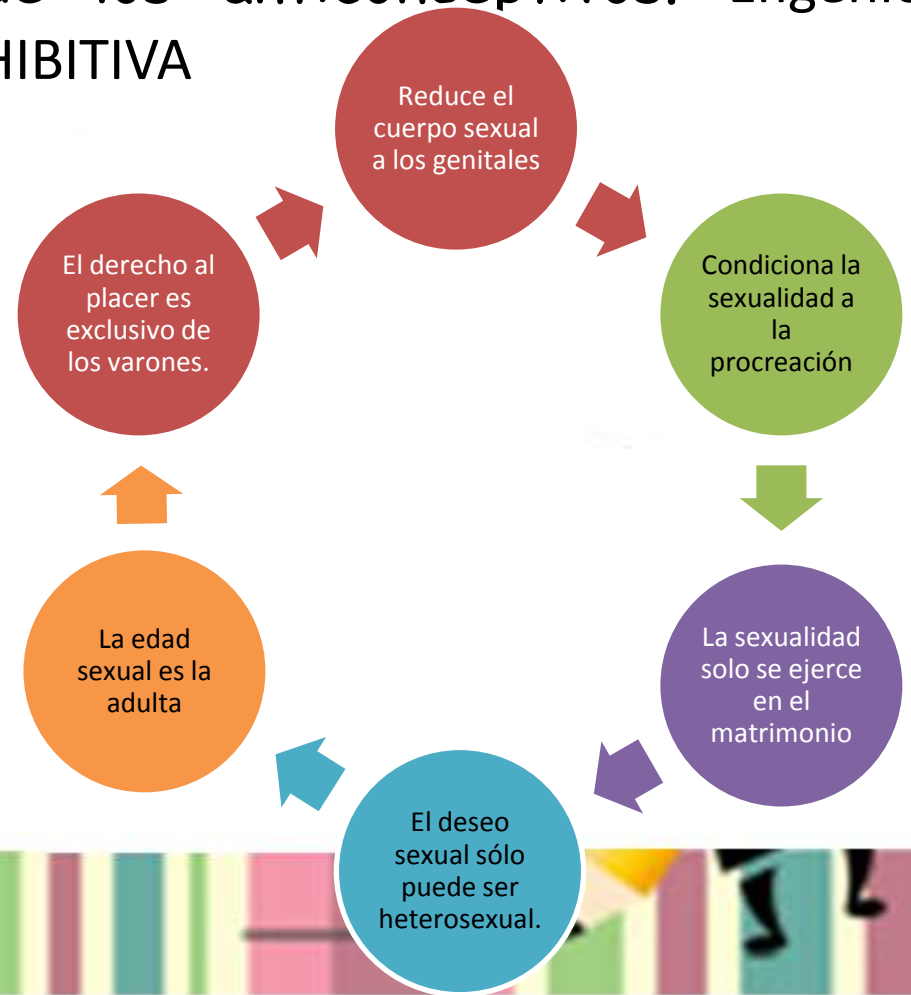 los anticonceptivos.
HIBITIVA
Reduce el
cuerpo sexual
a los genitales
Condiciona la
sexualidad a
la
procreación
La sexualidad
solo se ejerce
en el
matrimonio
El deseo
sexual sólo
puede ser
heterosexual.
La edad
sexual es la
adulta
El derecho al
placer es
exclusivo de
los varones.